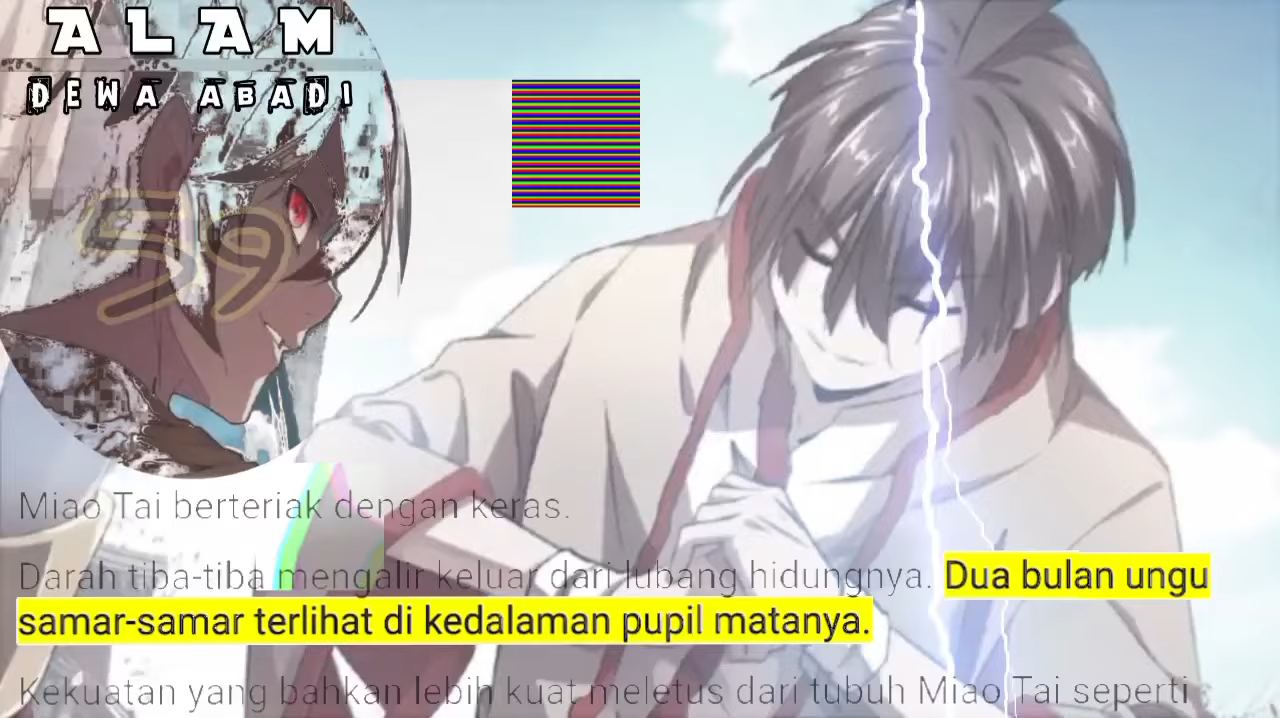 ALAM
DEWA ABADI
59
Miao Tai berteriak dengan keras.
Darah tiba-tiba mengalir keluar dari lubang hidungnya. Dua bulan ungu
samar-samar terlihat di kedalaman pupil matanya.
Kekuatan yang bahkan lebih kuat meletus dari tubuh Miao Tai seperti